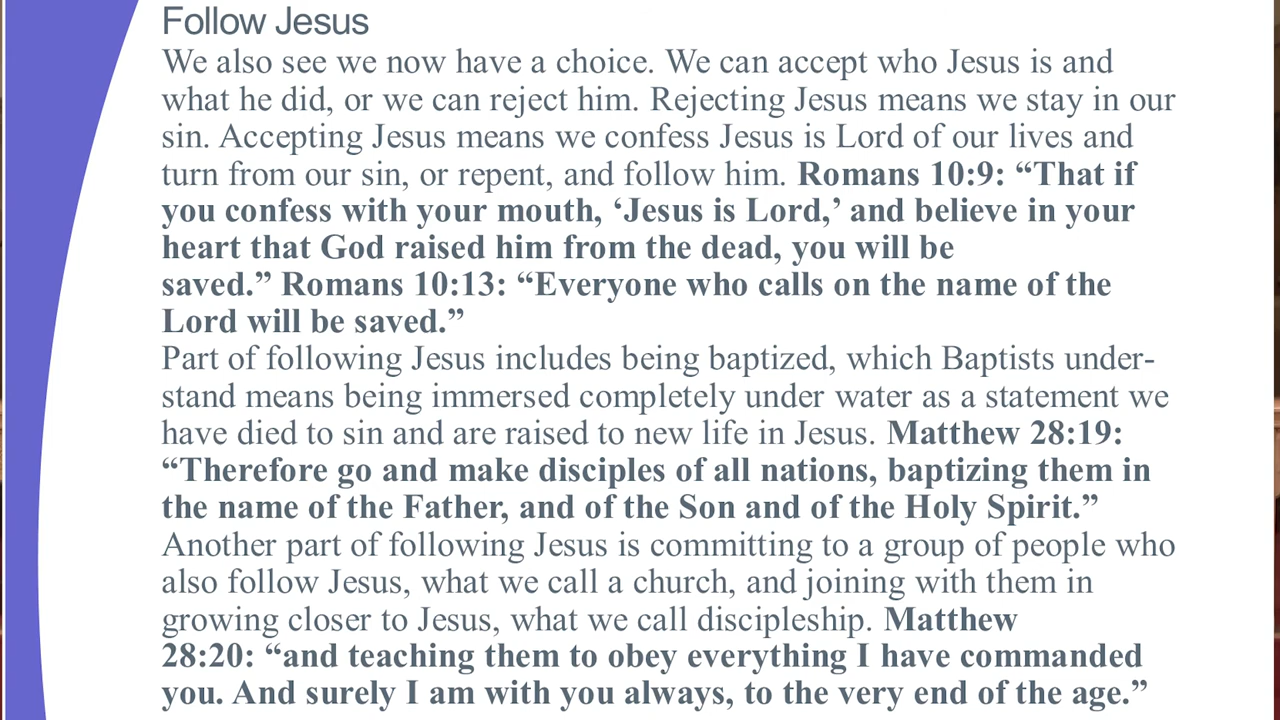 Follow Jesus
We also see we now have a choice. We can accept who Jesus is and
what he did, or we can reject him. Rejecting Jesus means we stay in our
sin. Accepting Jesus means we confess Jesus is Lord of our lives and
turn from our sin, or repent, and follow him. Romans 10:9: “That if
you confess with your mouth, ‘Jesus is Lord,’ and believe in your
heart that God raised him from the dead, you will be
saved.” Romans 10:13: “Everyone who calls on the name of the
Lord will be saved.”
Part of following Jesus includes being baptized, which Baptists under-
stand means being immersed completely under water as a statement we
have died to sin and are raised to new life in Jesus. Matthew 28:19:
“Therefore go and make disciples of all nations, baptizing them in
the name of the Father, and of the Son and of the Holy Spirit.”
Another part of following Jesus is committing to a group of people who
also follow Jesus, what we call a church, and joining with them in
growing closer to Jesus, what we call discipleship. Matthew
28:20: “and teaching them to obey everything I have commanded
you. And surely I am with you always, to the very end of the age.”